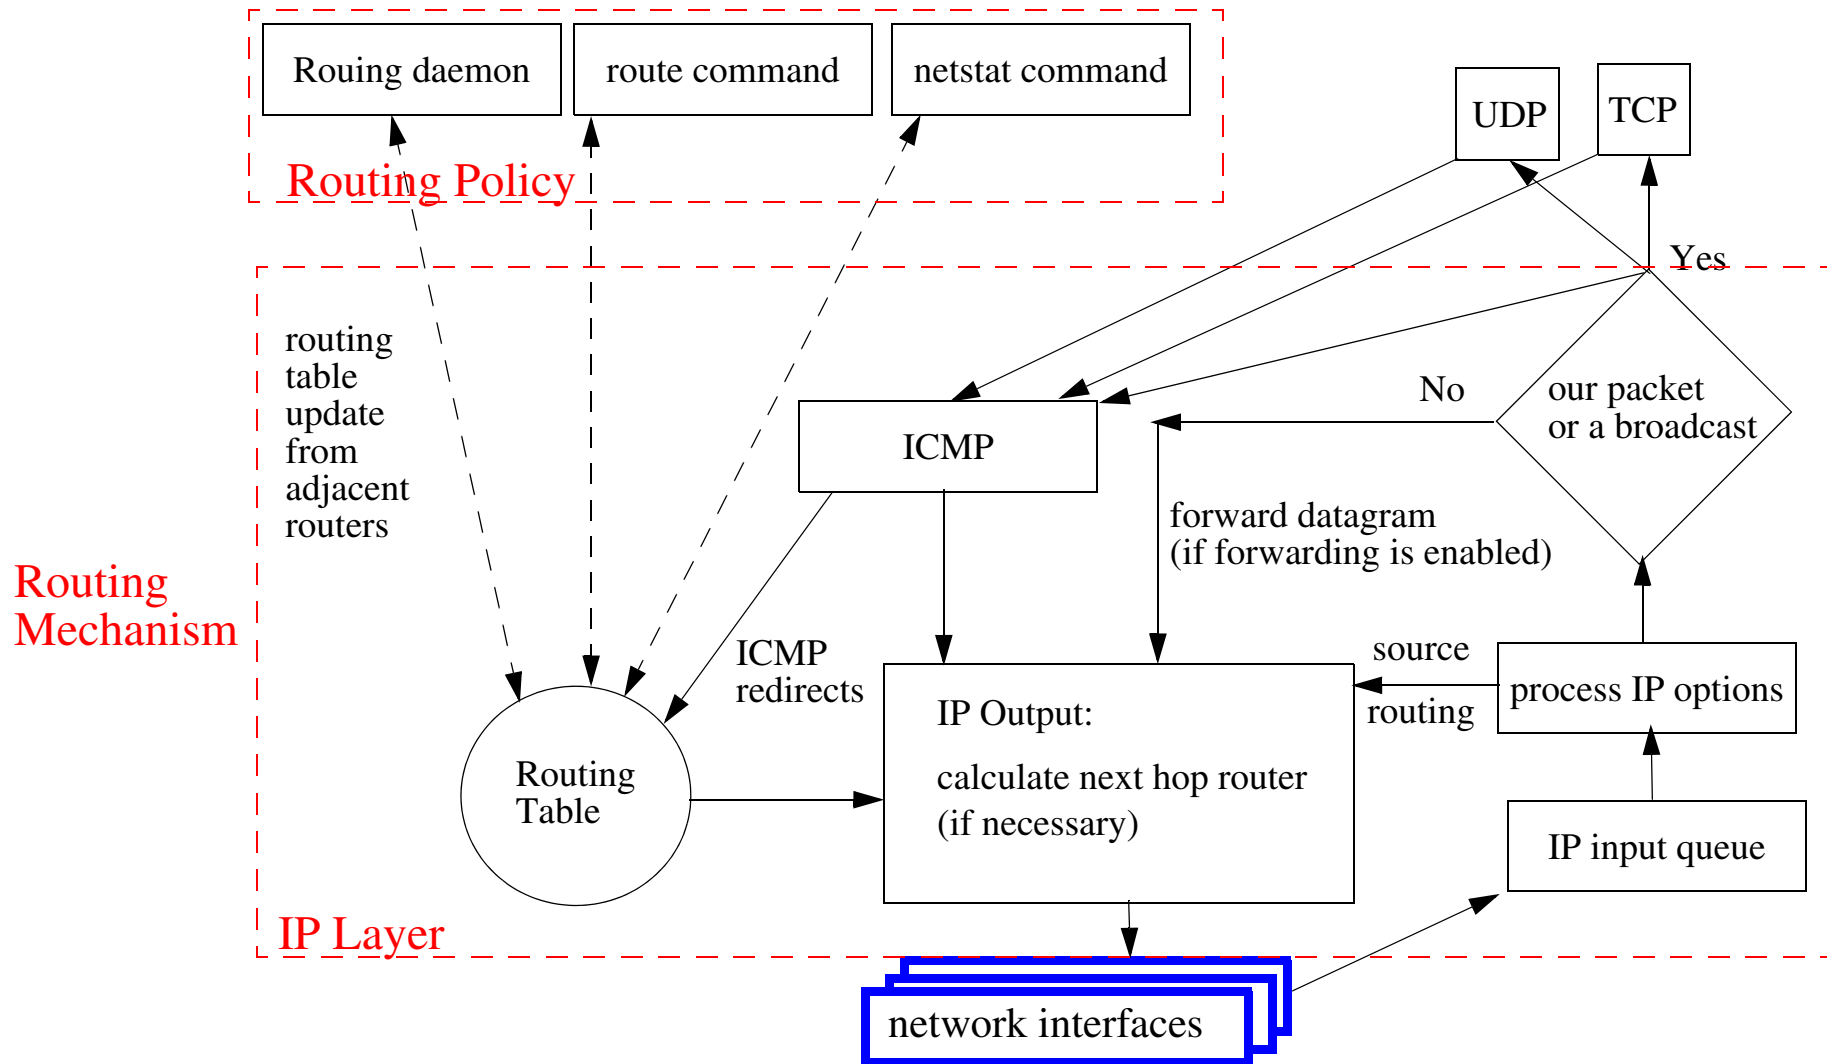 Rouing daemon
route command
netstat command
UDP
TCP
Routing Policy
Yes
routing
table
update
from
adjacent
routers
No
our packet
or a broadcast
ICMP
forward datagram
(if forwarding is enabled)
Routing
Mechanism
ICMP
redirects
source
routing
process IP options
IP Output:
calculate next hop router
(if necessary)
Routing
Table
IP input queue
IP Layer
network interfaces